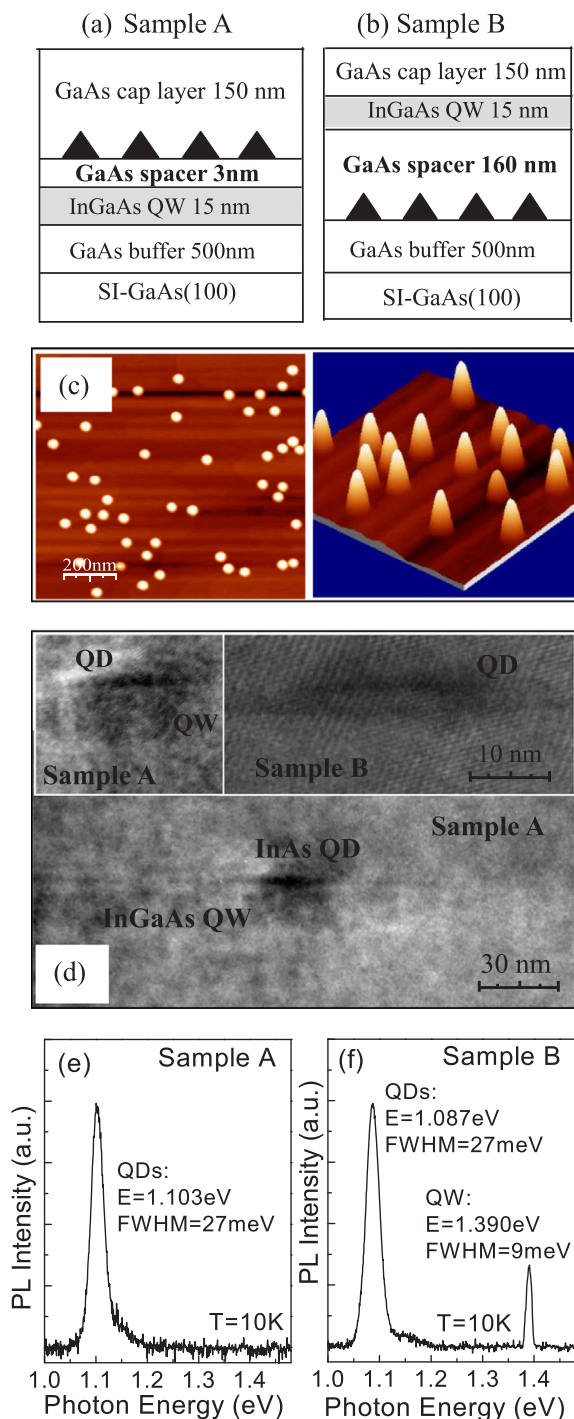 (a) Sample A
(b) Sample B
GaAs cap layer 150 nm
GaAs spacer 3nm
InGaAs QW 15 nm
GaAs buffer 500nm
SI-GaAs(100)
GaAs cap layer 150 nm
InGaAs QW 15 nm
GaAs spacer 160 nm
GaAs buffer 500nm
SI-GaAs(100)
(c)
200nm
QD
QW
Sample A
QD
Sample B
10 nm
Sample A
InAs QD
InGaAs QW
(d)
30 nm
(e)
Sample A
QDs:
E=1.103eV
FWHM=27meV
T=10K
PL Intensity (a.u.)
1.0 1.1 1.2 1.3 1.4
Photon Energy (eV)
(f)
Sample B
QDs:
E=1.087eV
FWHM=27meV
QW:
E=1.390eV
FWHM=9meV
T=10K
PL Intensity (a.u.)
1.0 1.1 1.2 1.3 1.4
Photon Energy (eV)